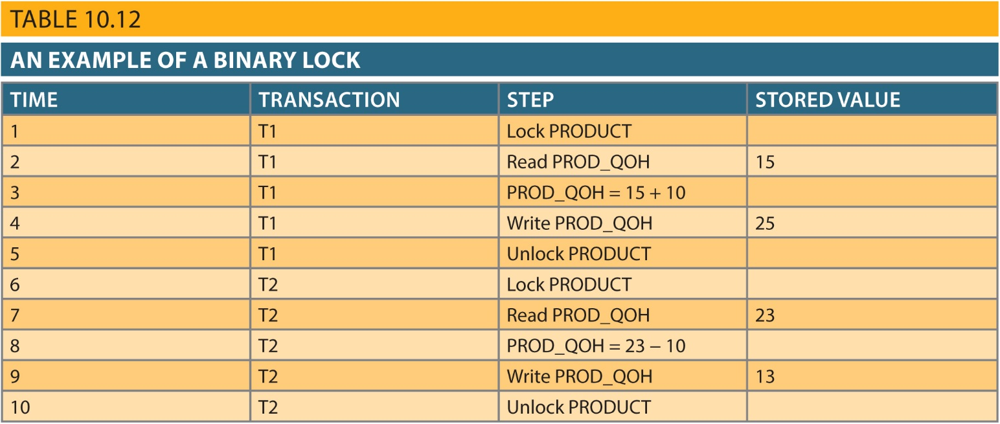 TABLE 10.12
AN EXAMPLE OF A BINARY LOCK
TIME TRANSACTION STEP STORED VALUE
1 T1 Lock PRODUCT
2 T1 Read PROD_QOH 15
3 T1 PROD_QOH = 15 + 10
4 T1 Write PROD_QOH 25
5 T1 Unlock PRODUCT
6 T2 Lock PRODUCT
7 T2 Read PROD_QOH 23
8 T2 PROD_QOH = 23 − 10
9 T2 Write PROD_QOH 13
10 T2 Unlock PRODUCT